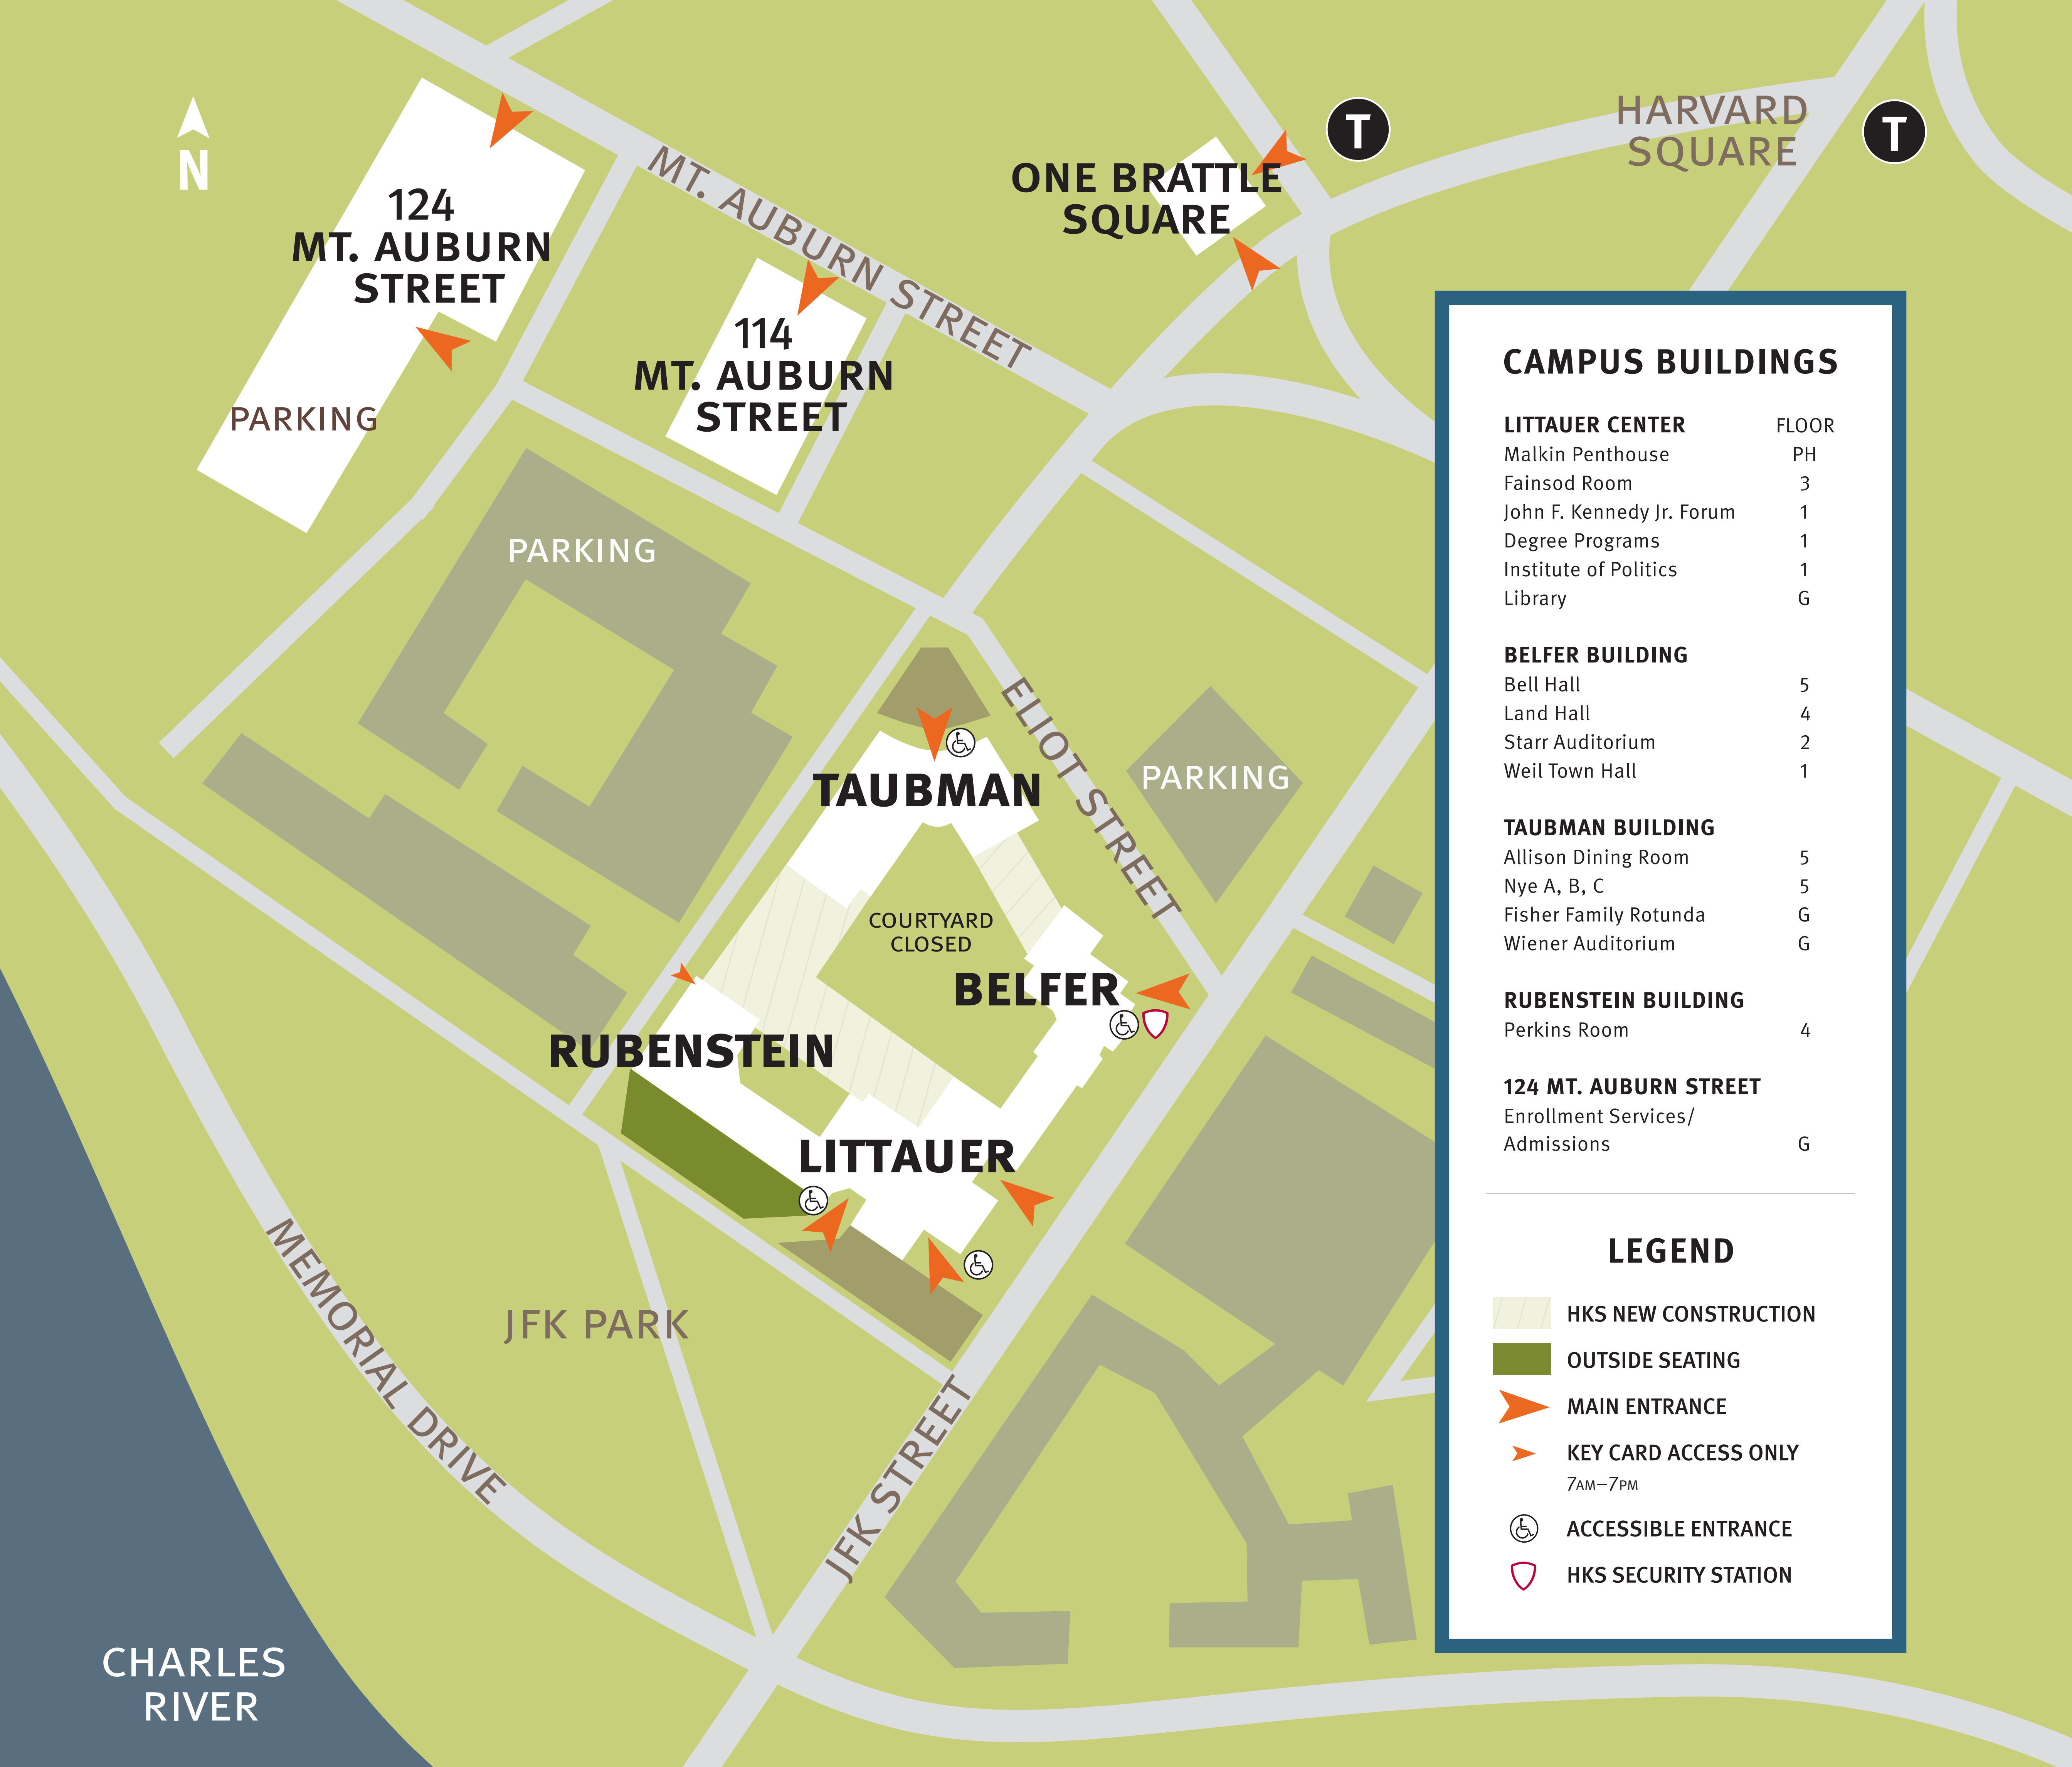 N
124
MT. AUBURN
STREET
PARKING
MT. AUBURN STREET
114
MT. AUBURN
STREET
ONE BRATTLE
SQUARE
T
HARVARD
SQUARE
T
PARKING
TAUBMAN
ELIOT STREET
PARKING
COURTYARD
CLOSED
BELFER
RUBENSTEIN
LITTAUER
JFK PARK
MEMORIAL DRIVE
JFK STREET
CHARLES
RIVER
CAMPUS BUILDINGS
LITTAUER CENTER FLOOR
Malkin Penthouse PH
Fainsod Room 3
John F. Kennedy Jr. Forum 1
Degree Programs 1
Institute of Politics 1
Library G
BELFER BUILDING
Bell Hall 5
Land Hall 4
Starr Auditorium 2
Weil Town Hall 1
TAUBMAN BUILDING
Allison Dining Room 5
Nye A, B, C 5
Fisher Family Rotunda G
Wiener Auditorium G
RUBENSTEIN BUILDING
Perkins Room 4
124 MT. AUBURN STREET
Enrollment Services/
Admissions G
LEGEND
HKS NEW CONSTRUCTION
OUTSIDE SEATING
MAIN ENTRANCE
KEY CARD ACCESS ONLY
7AM–7PM
ACCESSIBLE ENTRANCE
HKS SECURITY STATION